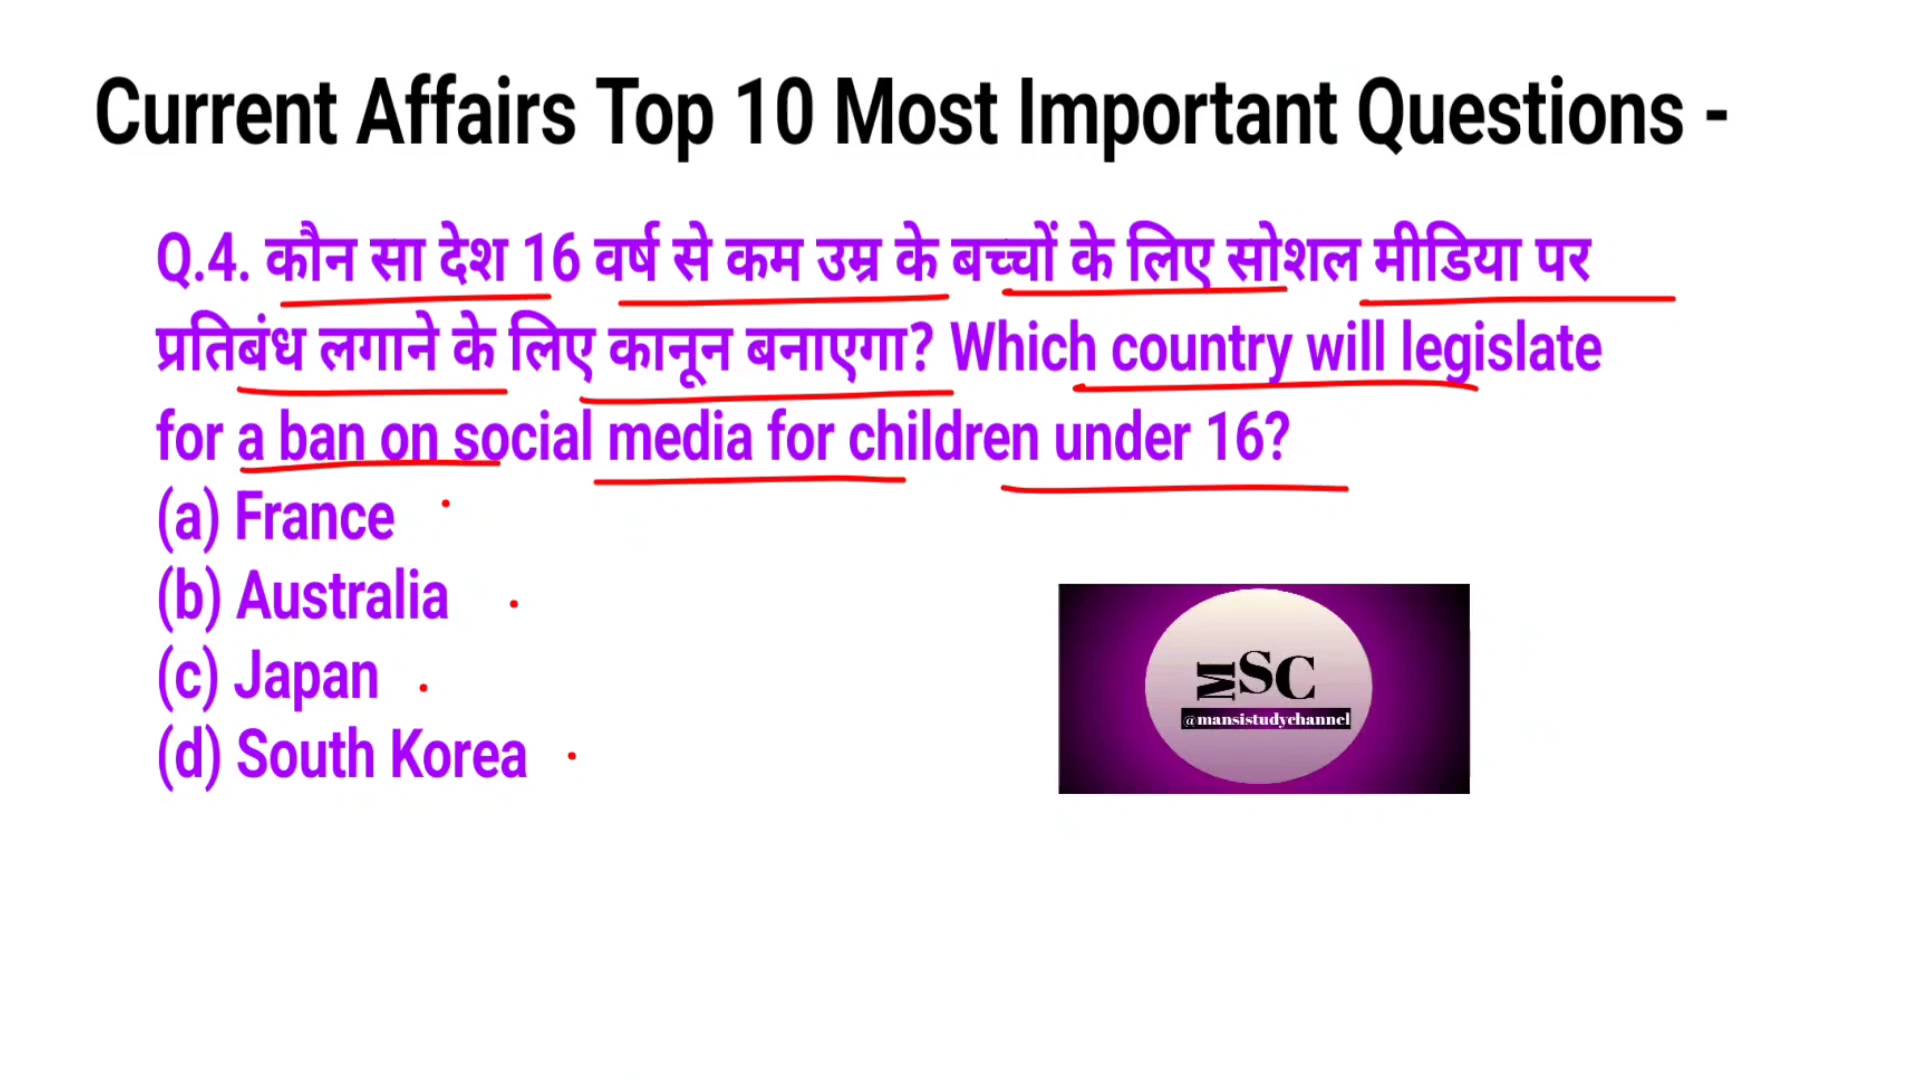 Current Affairs Top 10 Most Important Questions -
Q.4. कौन सा देश 16 वर्ष से कम उम्र के बच्चों के लिए सोशल मीडिया पर
प्रतिबंध लगाने के लिए कानून बनाएगा? Which country will legislate
for a ban on social media for children under 16?
(a) France
(b) Australia
(c) Japan
(d) South Korea
MSC
@mansistudychannel